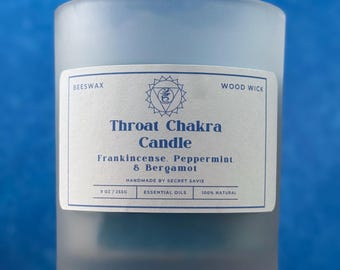 BEESWAX WOOD WICK
Throat Chakra
Candle
Frankincense, Peppermint
& Bergamot
HANDMADE BY SECRET SAVIE
9 OZ / 255G ESSENTIAL OILS 100% NATURAL